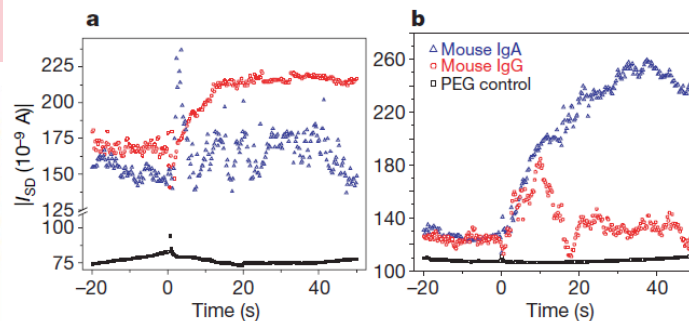 a
|I_SD (10⁻⁹ A)|
225
200
175
150
125
100
75
−20
0
20
40
Time (s)
b
Mouse IgA
Mouse IgG
PEG control
260
220
180
140
100
−20
0
20
40
Time (s)